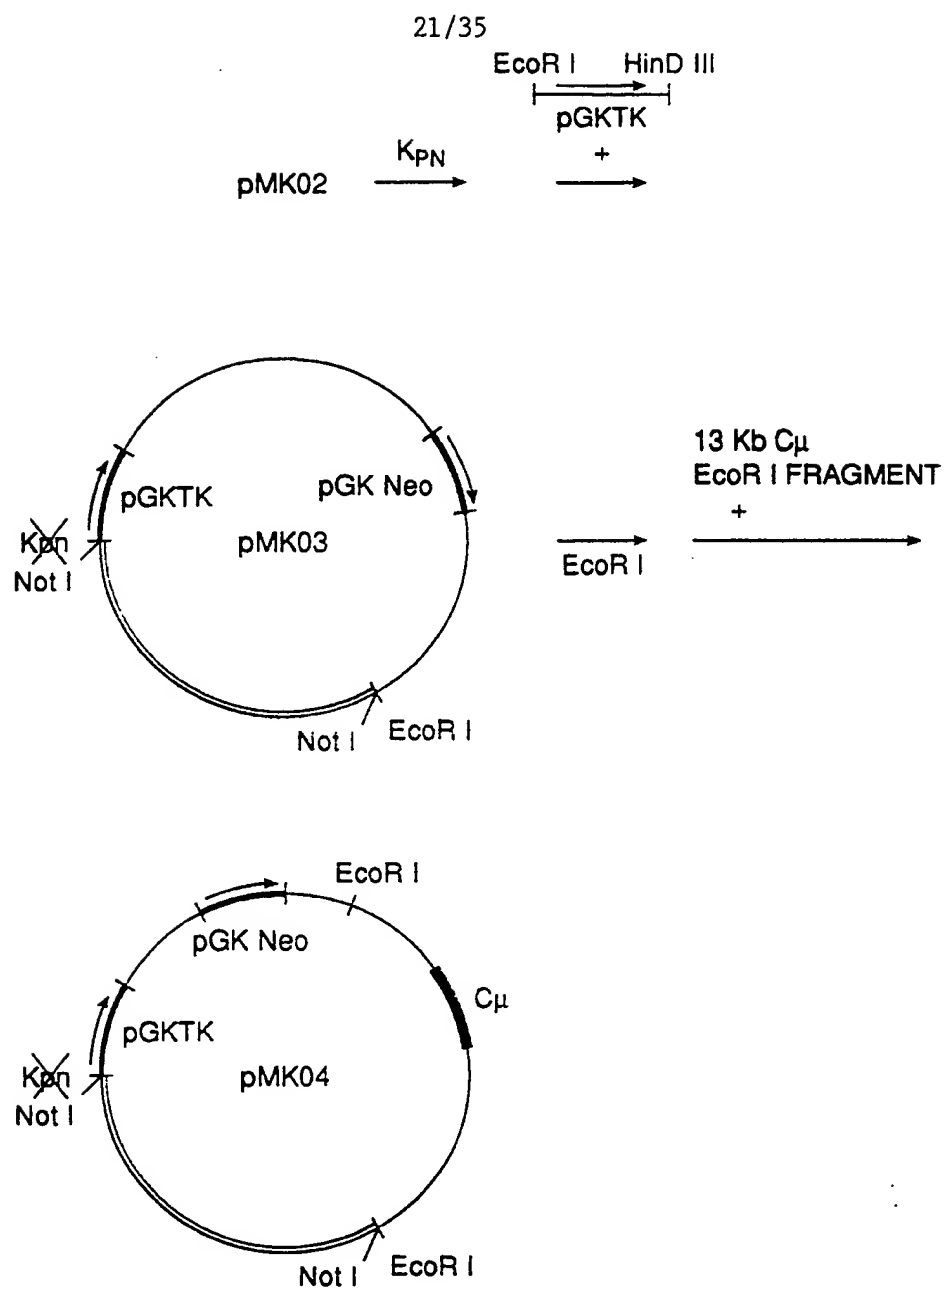 21/35
EcoR I HinD III
pGKTK
+
KPN
pMK02
pGKTK
pGK Neo
Kpn
Not I
pMK03
EcoR I
13 Kb Cµ
EcoR I FRAGMENT
+
Not I
EcoR I
EcoR I
pGK Neo
Cµ
pGKTK
Kpn
Not I
pMK04
Not I
EcoR I